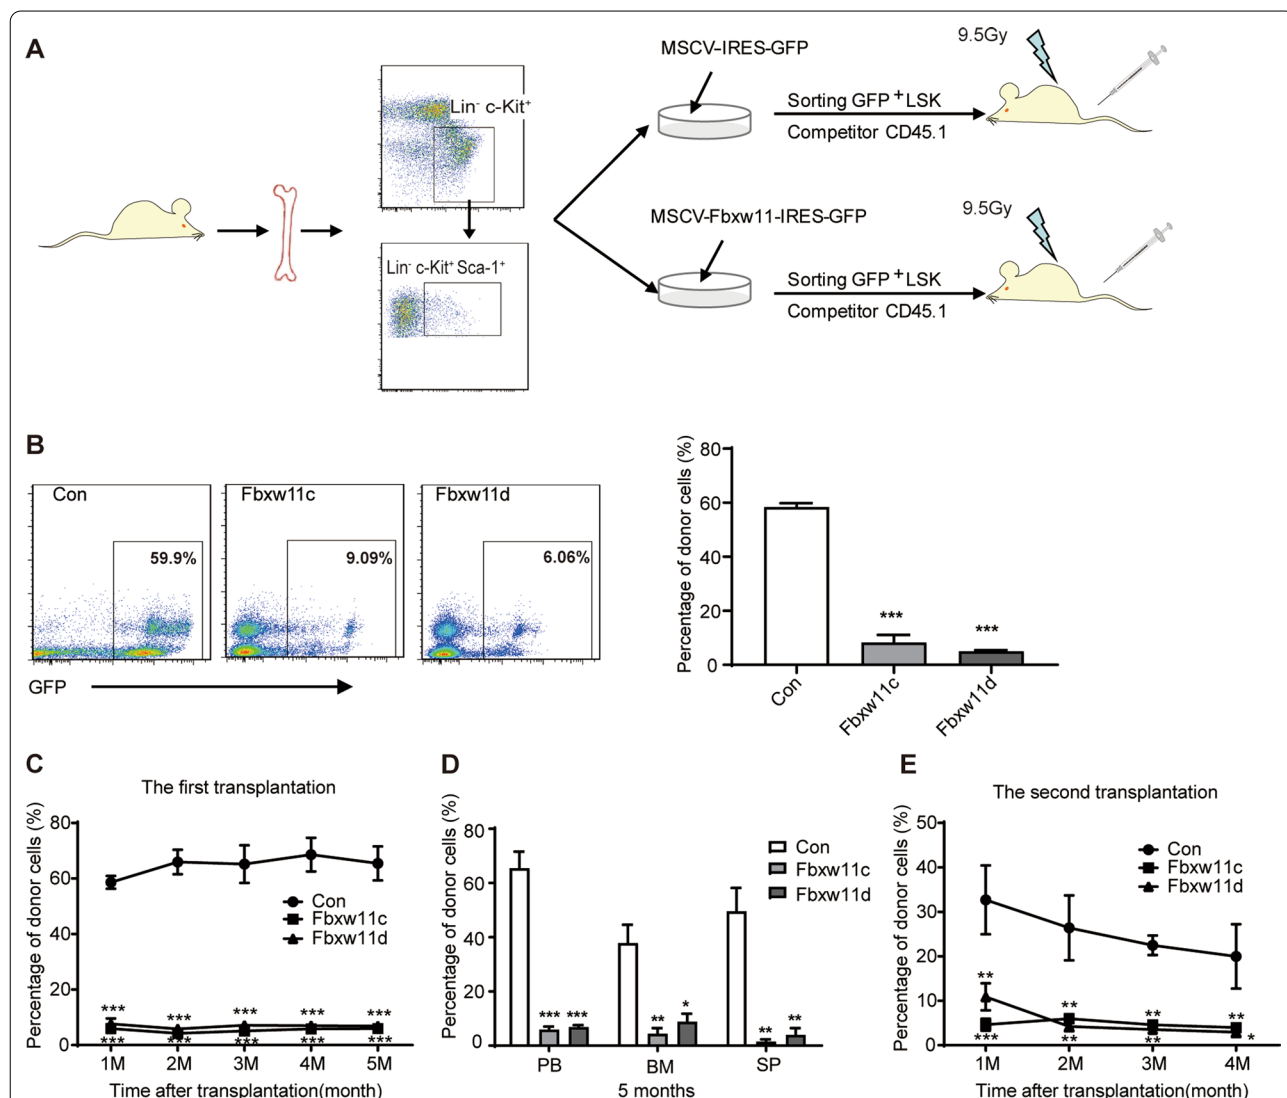 A
MSCV-IRES-GFP
9.5Gy
Lin⁻ c-Kit⁺
Sorting GFP⁺LSK
Competitor CD45.1
MSCV-Fbxw11-IRES-GFP
9.5Gy
Lin⁻ c-Kit⁺ Sca-1⁺
Sorting GFP⁺LSK
Competitor CD45.1
B
Con
59.9%
Fbxw11c
9.09%
Fbxw11d
6.06%
GFP
Percentage of donor cells (%)
80
60
40
20
0
***
***
Con
Fbxw11c
Fbxw11d
C
The first transplantation
Percentage of donor cells (%)
80
60
40
20
0
Con
Fbxw11c
Fbxw11d
*** *** *** *** ***
*** *** *** *** ***
1M 2M 3M 4M 5M
Time after transplantation(month)
D
Percentage of donor cells (%)
80
60
40
20
0
Con
Fbxw11c
Fbxw11d
*** *** ** * ** **
PB BM SP
5 months
E
The second transplantation
Percentage of donor cells (%)
50
40
30
20
10
0
Con
Fbxw11c
Fbxw11d
** ** ** **
*** ** ** *
1M 2M 3M 4M
Time after transplantation(month)